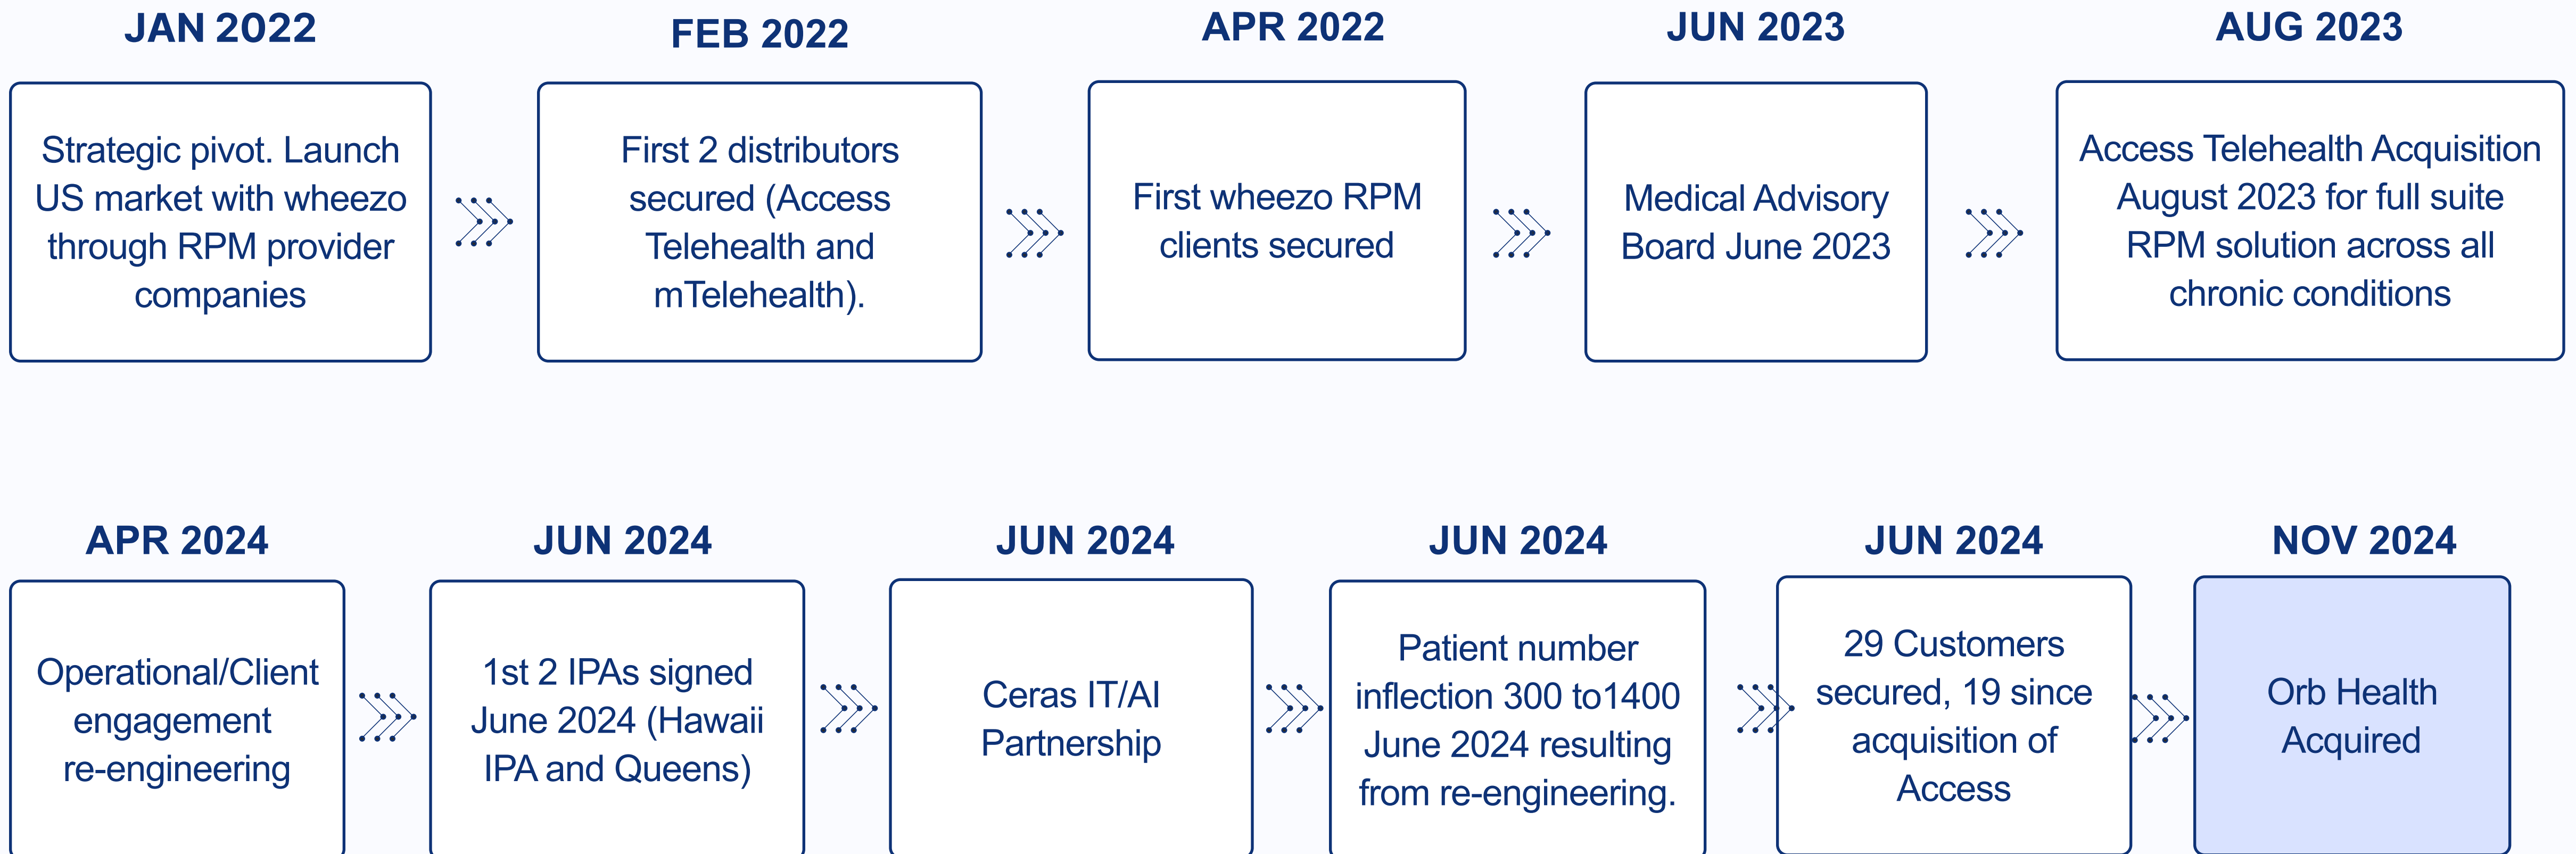 JAN 2022
Strategic pivot. Launch
US market with wheezo
through RPM provider
companies
FEB 2022
First 2 distributors
secured (Access
Telehealth and
mTelehealth).
APR 2022
First wheezo RPM
clients secured
JUN 2023
Medical Advisory
Board June 2023
AUG 2023
Access Telehealth Acquisition
August 2023 for full suite
RPM solution across all
chronic conditions
APR 2024
Operational/Client
engagement
re-engineering
JUN 2024
1st 2 IPAs signed
June 2024 (Hawaii
IPA and Queens)
JUN 2024
Ceras IT/AI
Partnership
JUN 2024
Patient number
inflection 300 to1400
June 2024 resulting
from re-engineering.
JUN 2024
29 Customers
secured, 19 since
acquisition of
Access
NOV 2024
Orb Health
Acquired